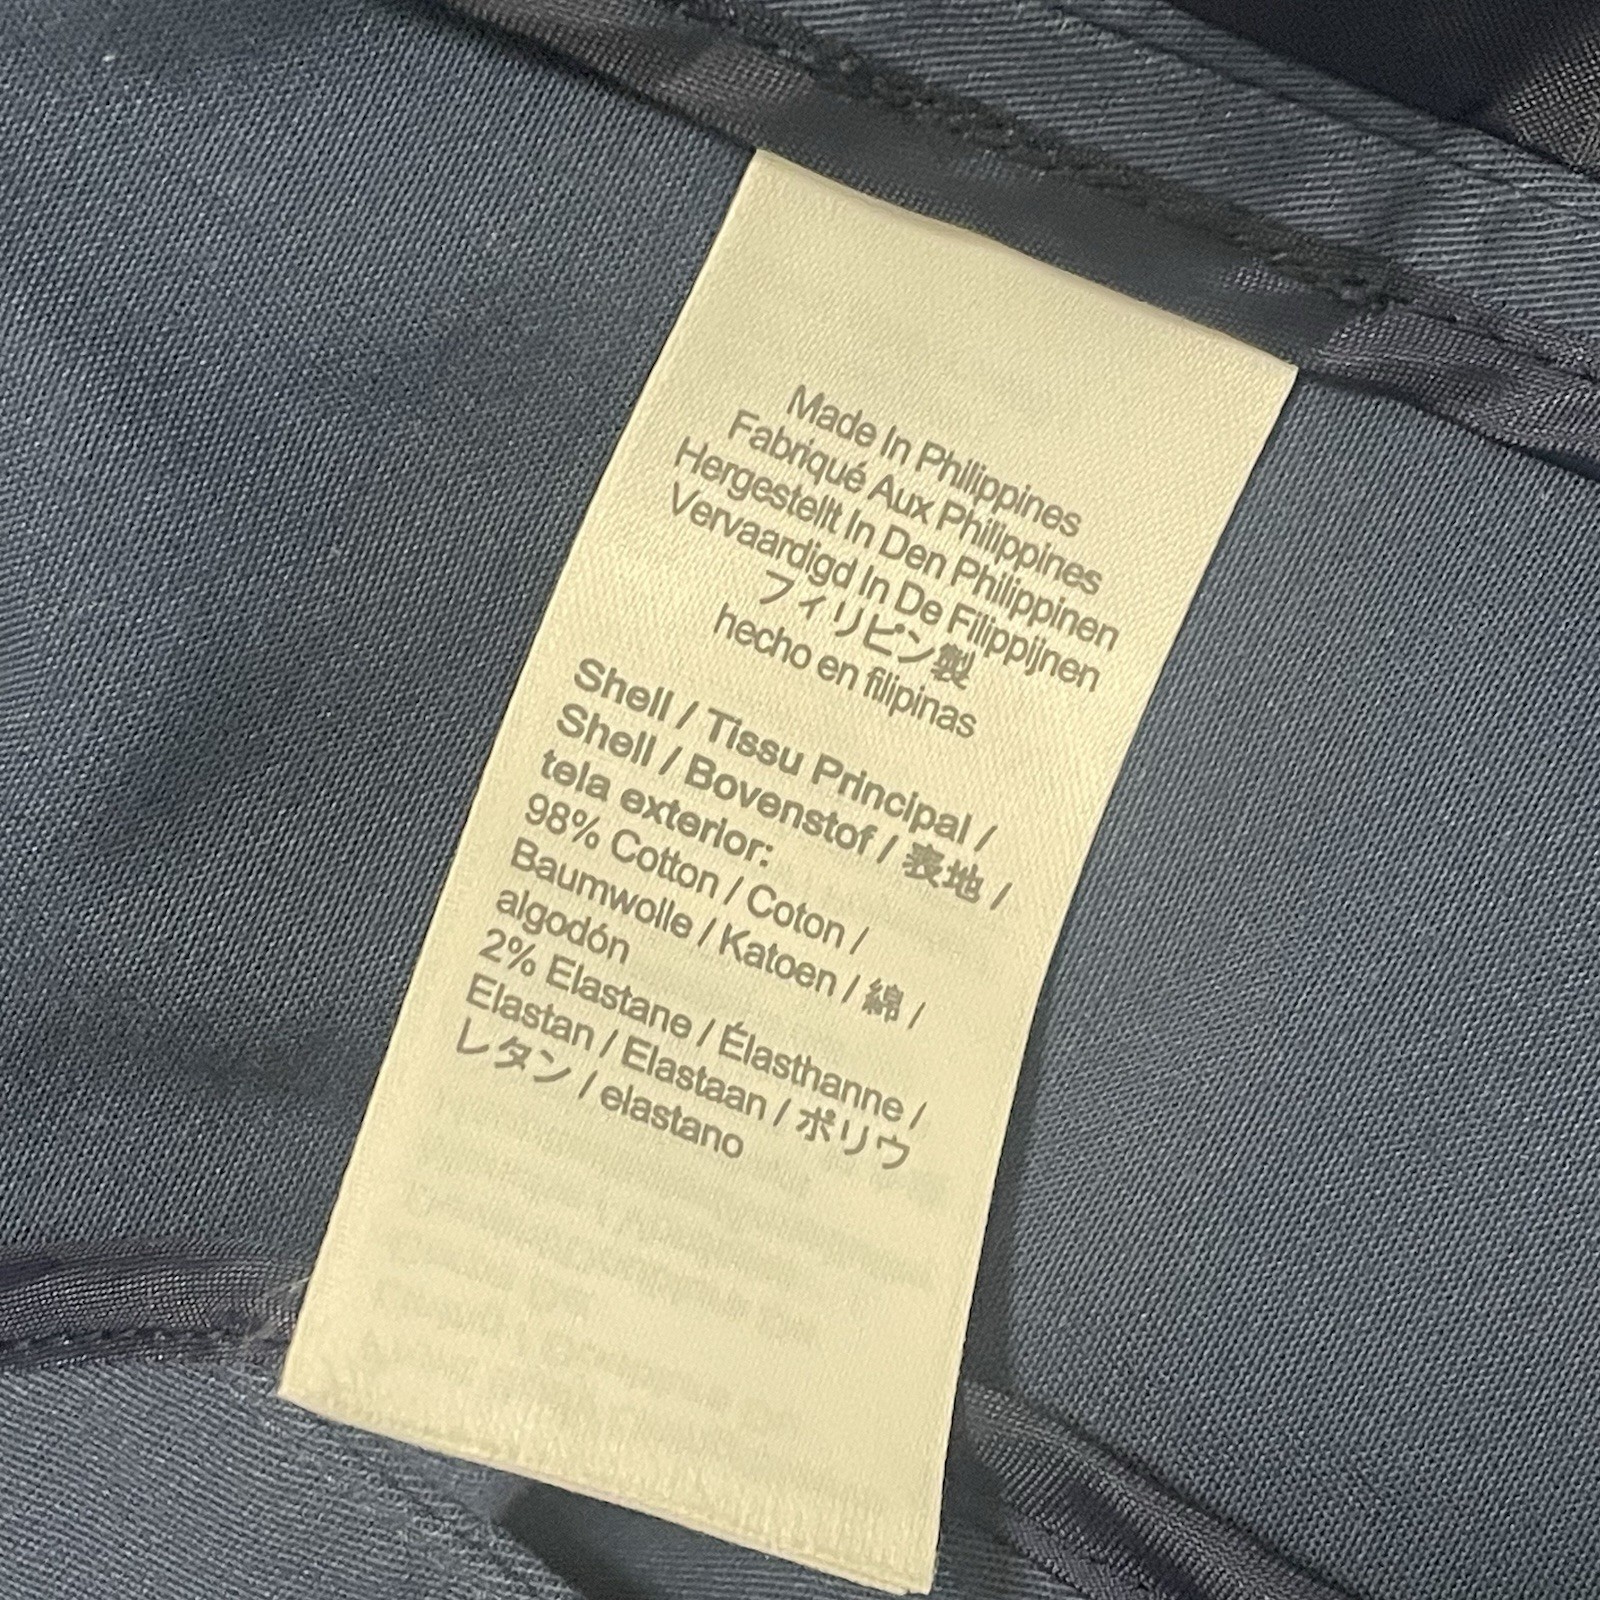 Made In Philippines
Fabriqué Aux Philippines
Hergestellt In Den Philippinen
Vervaardigd In De Filippijnen
フィリピン製
hecho en filipinas
Shell / Tissu Principal /
Shell / Bovenstof / 表地 /
tela exterior:
98% Cotton / Coton /
Baumwolle / Katoen / 綿 /
algodón
2% Elastane / Élasthanne /
Elastan / Elastaan / ポリウ
レタン / elastano